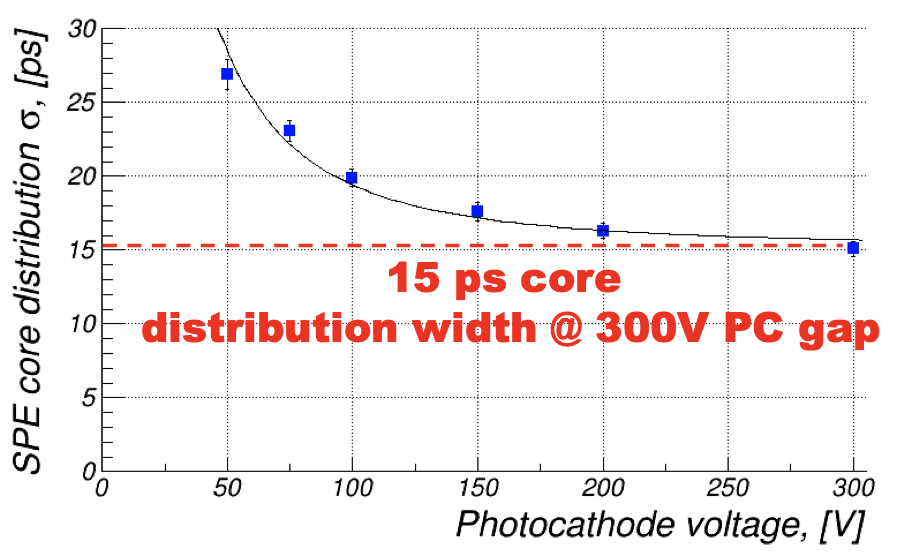 SPE core distribution σ, [ps]
30
25
20
15
10
5
0
15 ps core
distribution width @ 300V PC gap
0 50 100 150 200 250 300
Photocathode voltage, [V]